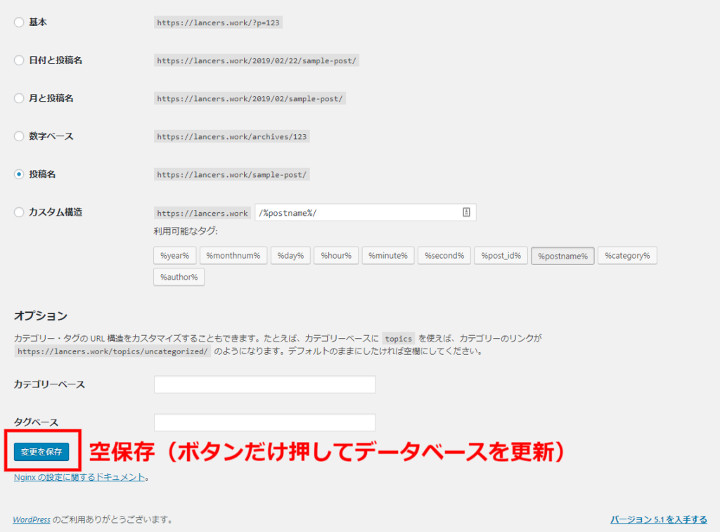 基本 https://lancers.work/?p=123
日付と投稿名 https://lancers.work/2019/02/22/sample-post/
月と投稿名 https://lancers.work/2019/02/sample-post/
数字ベース https://lancers.work/archives/123
投稿名 https://lancers.work/sample-post/
カスタム構造 https://lancers.work /%postname%/
利用可能なタグ:
%year% %monthnum% %day% %hour% %minute% %second% %post_id% %postname% %category%
%author%
オプション
カテゴリー・タグの URL 構造をカスタマイズすることもできます。たとえば、カテゴリーベースに topics を使えば、カテゴリーのリンクが
https://lancers.work/topics/uncategorized/ のようになります。デフォルトのままにしたければ空欄にしてください。
カテゴリーベース
タグベース
変更を保存 空保存（ボタンだけ押してデータベースを更新）
Nginx の設定に関するドキュメント。
WordPress のご利用ありがとうございます。 バージョン 5.1 を入手する